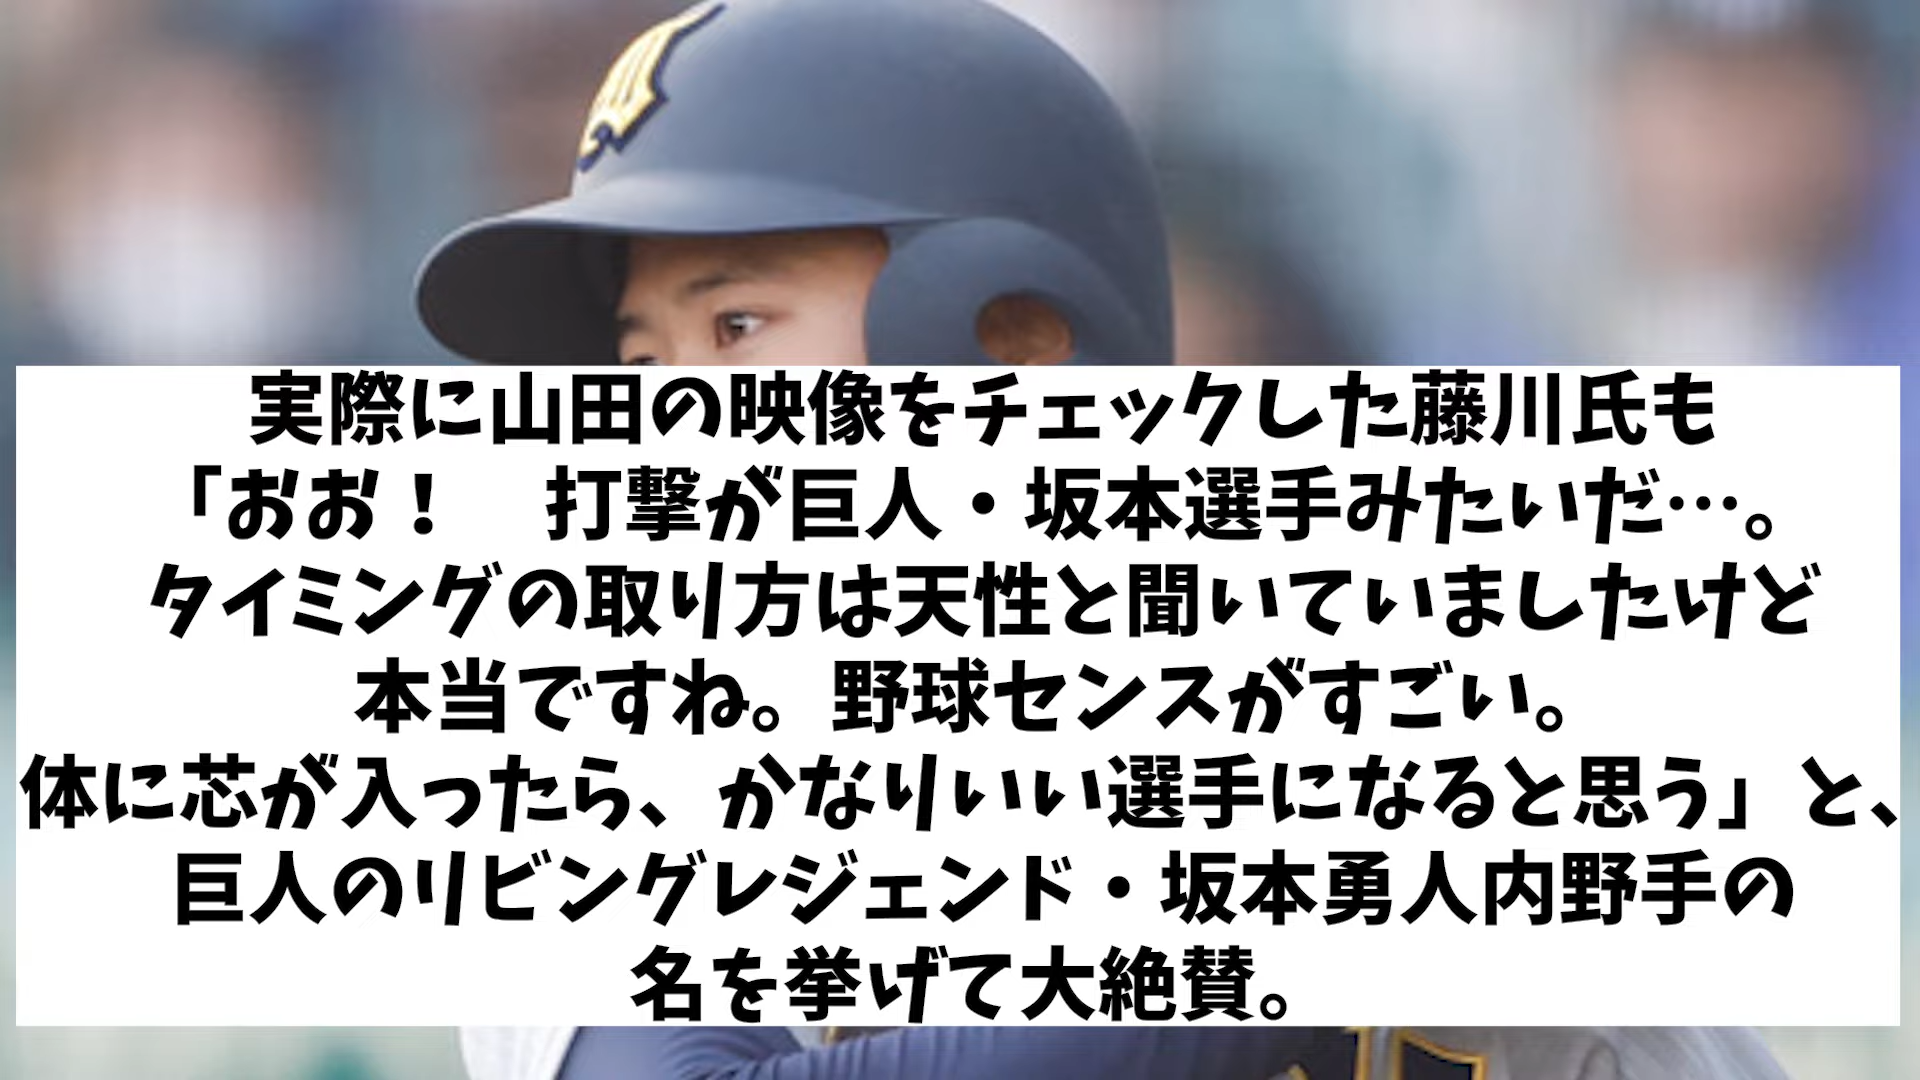 実際に山田の映像をチェックした藤川氏も
「おお！　打撃が巨人・坂本選手みたいだ…。
タイミングの取り方は天性と聞いていましたけど
本当ですね。野球センスがすごい。
体に芯が入ったら、かなりいい選手になると思う」と、
巨人のリビングレジェンド・坂本勇人内野手の
名を挙げて大絶賛。